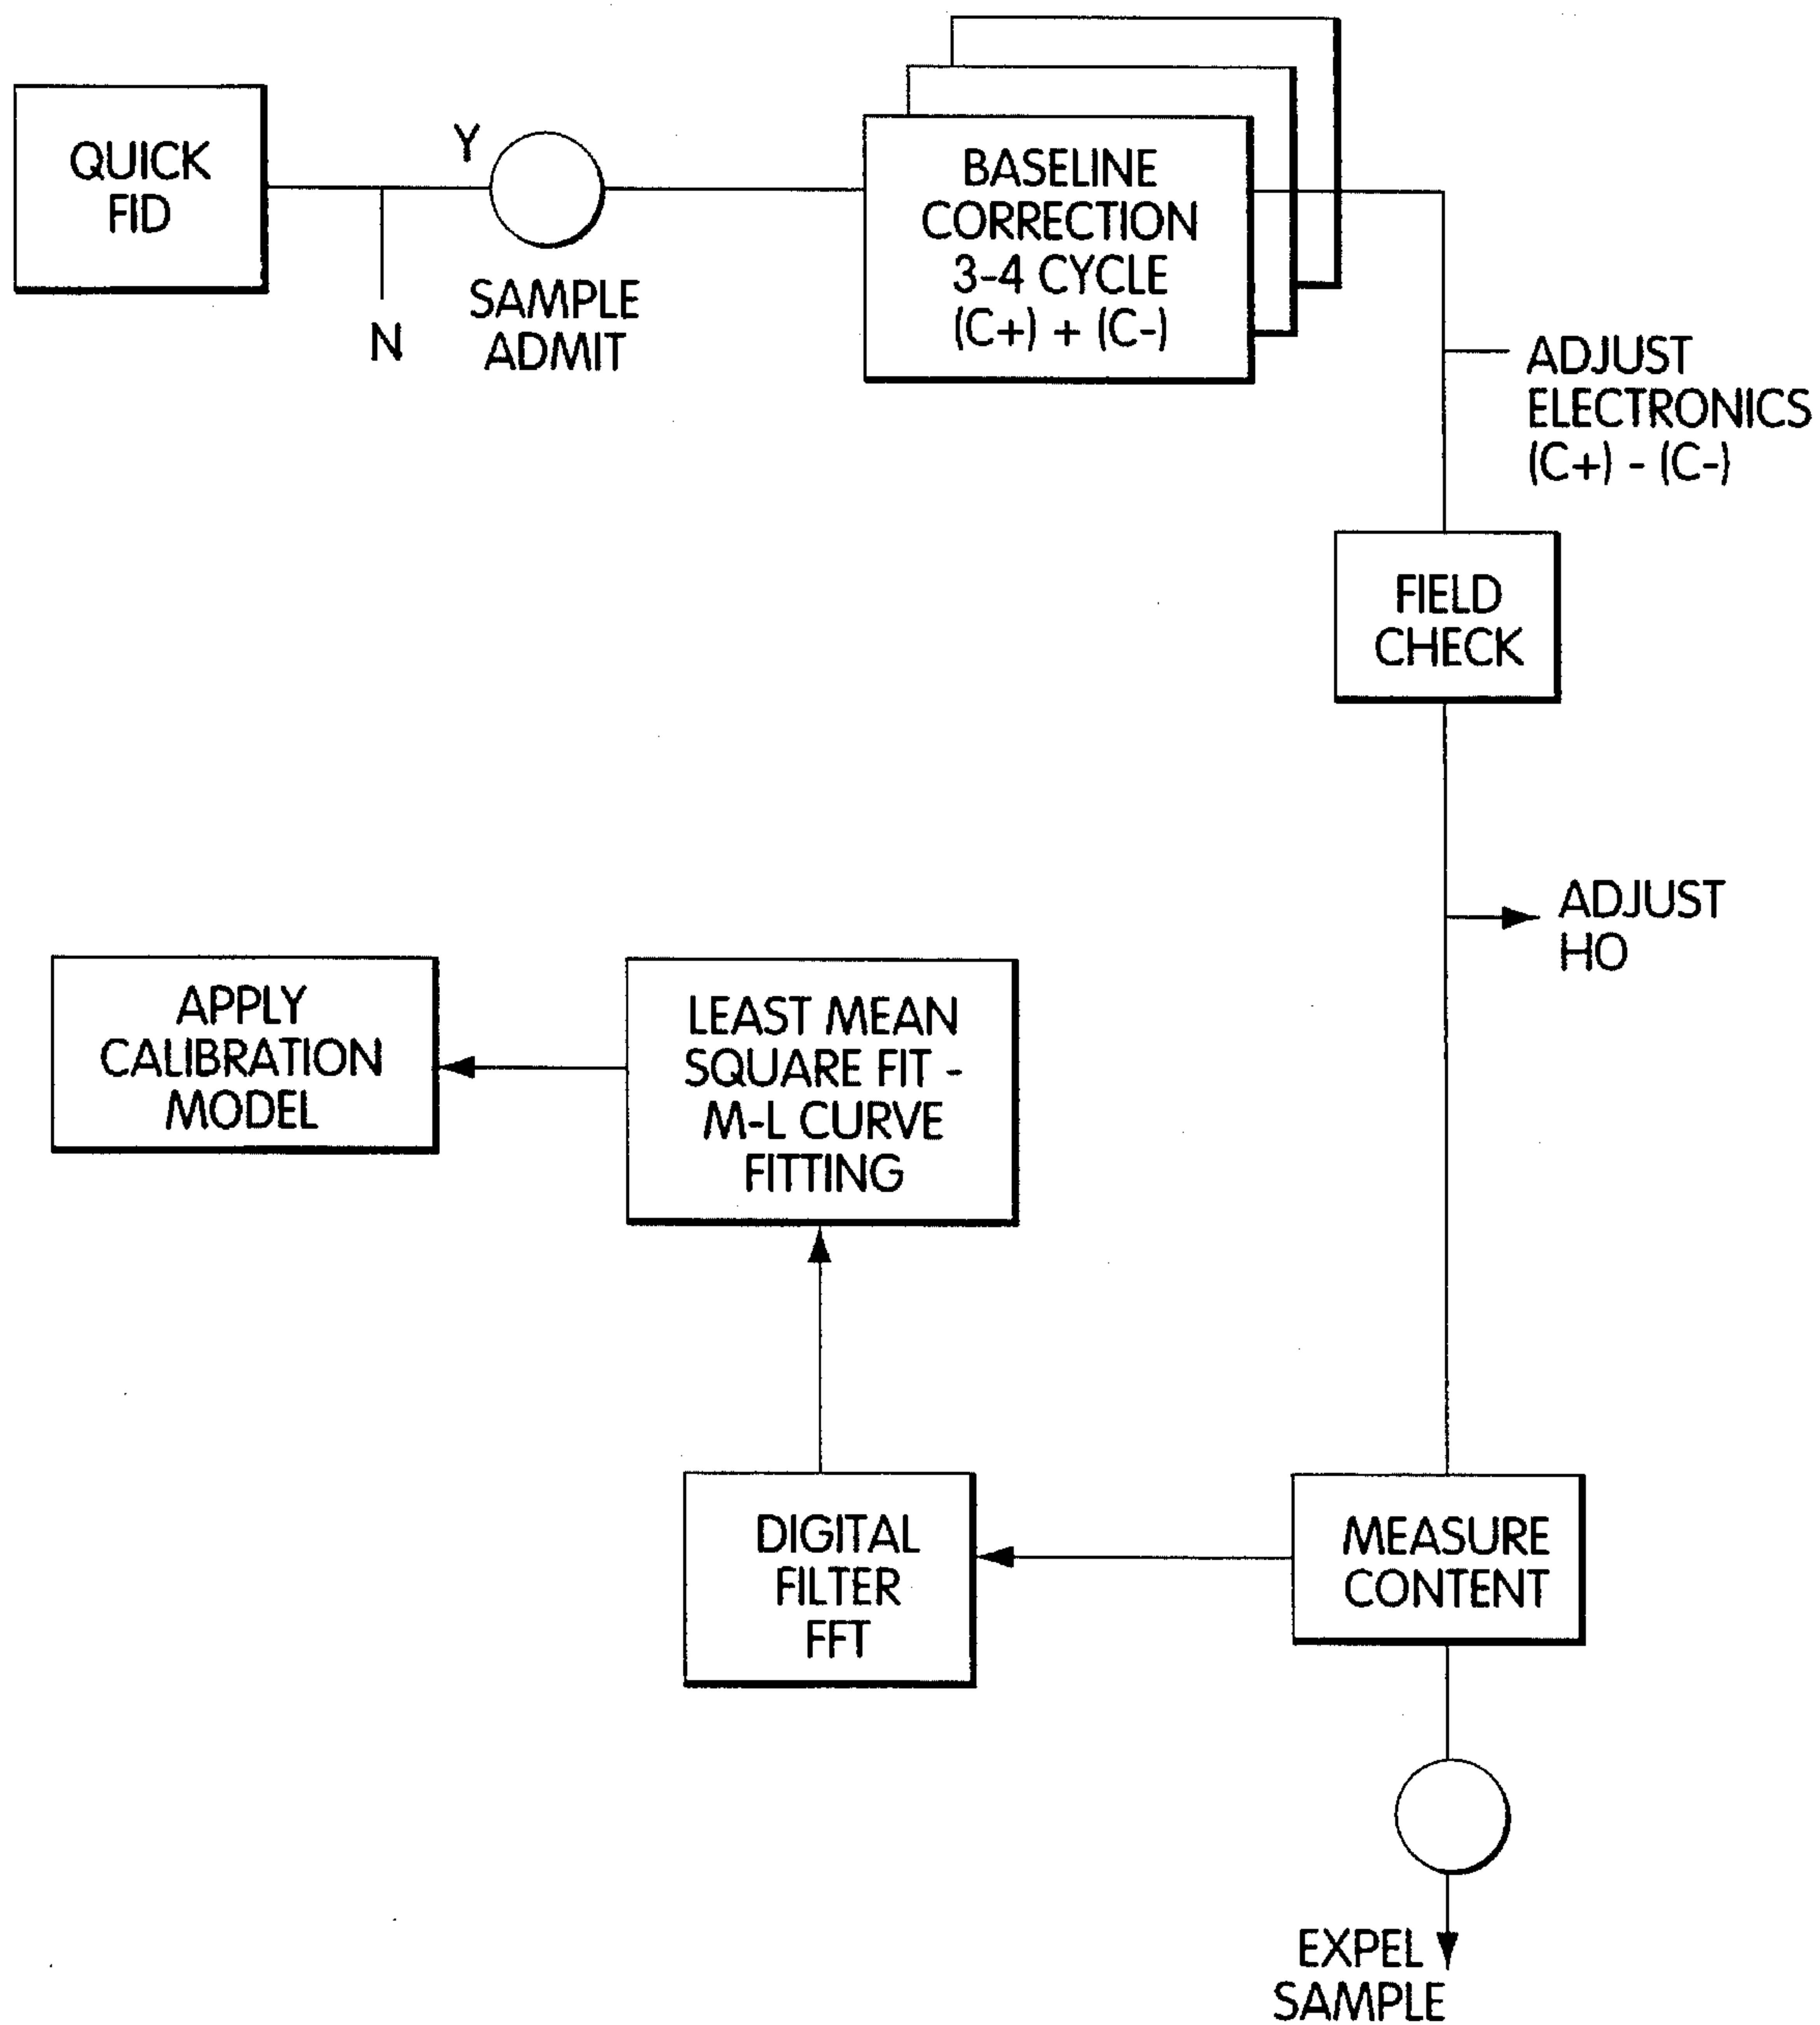 QUICK
FID
Y
N
SAMPLE
ADMIT
BASELINE
CORRECTION
3-4 CYCLE
(C+) + (C-)
ADJUST
ELECTRONICS
(C+) - (C-)
FIELD
CHECK
ADJUST
HO
APPLY
CALIBRATION
MODEL
LEAST MEAN
SQUARE FIT -
M-L CURVE
FITTING
DIGITAL
FILTER
FFT
MEASURE
CONTENT
EXPEL
SAMPLE